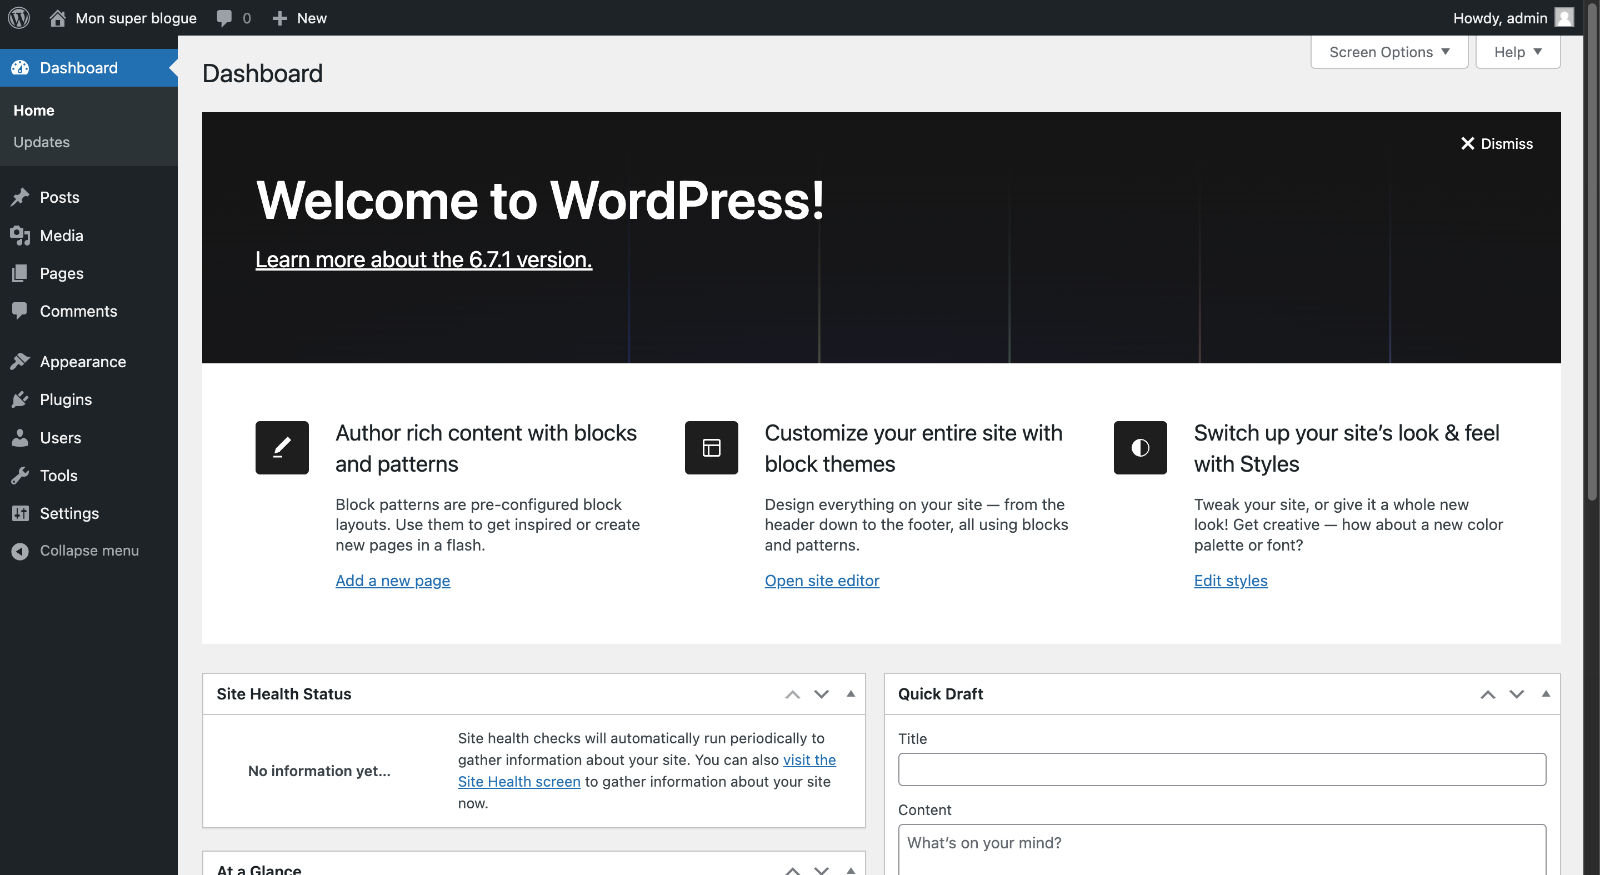 Mon super blogue
0
New
Howdy, admin
Screen Options
Help
Dashboard
Home
Updates
Posts
Media
Pages
Comments
Appearance
Plugins
Users
Tools
Settings
Collapse menu
Dashboard
Dismiss
Welcome to WordPress!
Learn more about the 6.7.1 version.
Author rich content with blocks
and patterns
Block patterns are pre-configured block
layouts. Use them to get inspired or create
new pages in a flash.
Add a new page
Customize your entire site with
block themes
Design everything on your site — from the
header down to the footer, all using blocks
and patterns.
Open site editor
Switch up your site’s look & feel
with Styles
Tweak your site, or give it a whole new
look! Get creative — how about a new color
palette or font?
Edit styles
Site Health Status
No information yet...
Site health checks will automatically run periodically to
gather information about your site. You can also visit the
Site Health screen to gather information about your site
now.
At a Glance
Quick Draft
Title
Content
What’s on your mind?